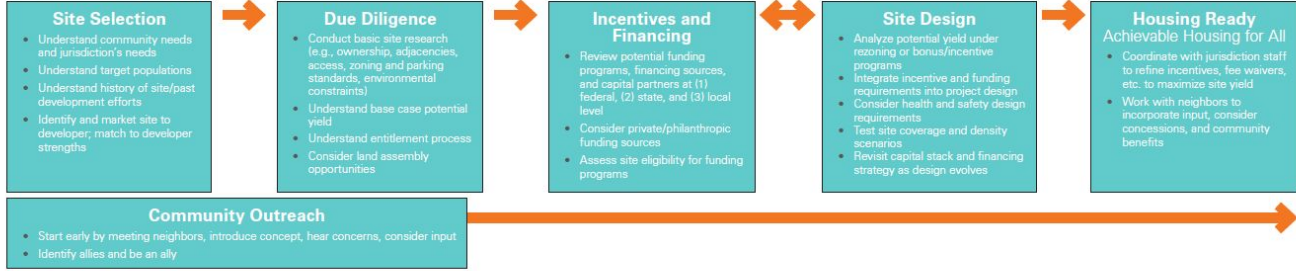 Site Selection
• Understand community needs
and jurisdiction's needs
• Understand target populations
• Understand history of site/past
development efforts
• Identify and market site to
developer; match to developer
strengths
Due Diligence
• Conduct basic site research
(e.g., ownership, adjacencies,
access, zoning and parking
standards, environmental
constraints)
• Understand base case potential
yield
• Understand entitlement process
• Consider land assembly
opportunities
Incentives and
Financing
• Review potential funding
programs, financing sources,
and capital partners at (1)
federal, (2) state, and (3) local
level
• Consider private/philanthropic
funding sources
• Assess site eligibility for funding
programs
Site Design
• Analyze potential yield under
rezoning or bonus/incentive
programs
• Integrate incentive and funding
requirements into project design
• Consider health and safety design
requirements
• Test site coverage and density
scenarios
• Revisit capital stack and financing
strategy as design evolves
Housing Ready
Achievable Housing for All
• Coordinate with jurisdiction staff
to refine incentives, fee waivers,
etc. to maximize site yield
• Work with neighbors to
incorporate input, consider
concessions, and community
benefits
Community Outreach
• Start early by meeting neighbors, introduce concept, hear concerns, consider input
• Identify allies and be an ally